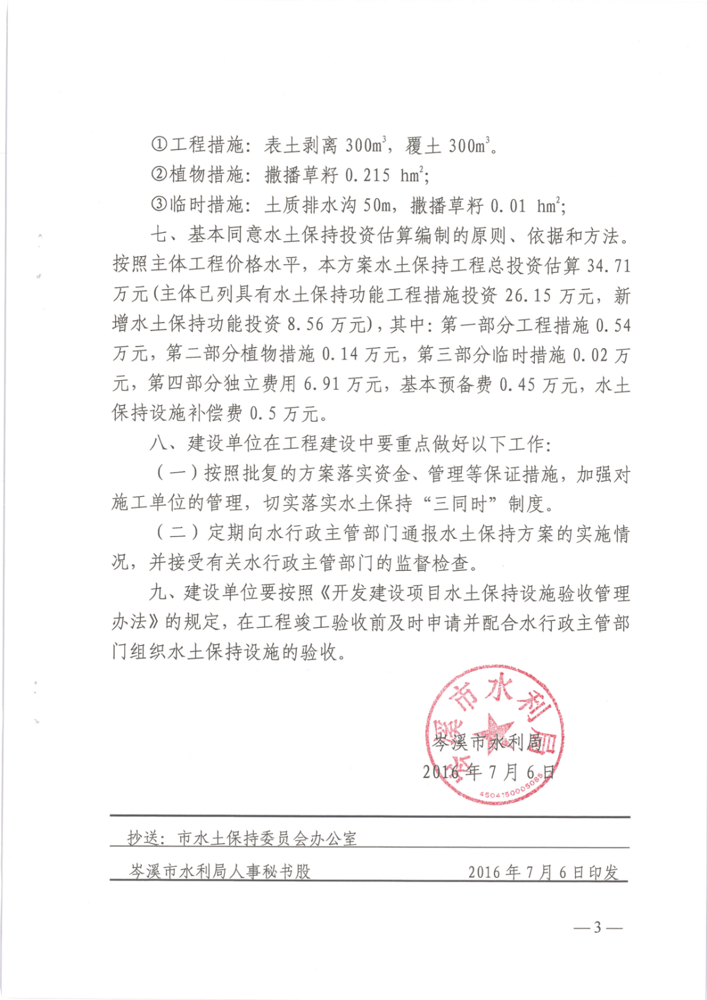 ①工程措施：表土剥离 300m³，覆土 300m³。
②植物措施：撒播草籽 0.215 hm²;
③临时措施：土质排水沟 50m，撒播草籽 0.01 hm²;
七、基本同意水土保持投资估算编制的原则、依据和方法。
按照主体工程价格水平，本方案水土保持工程总投资估算 34.71
万元(主体已列具有水土保持功能工程措施投资 26.15 万元，新
增水土保持功能投资 8.56 万元)，其中：第一部分工程措施 0.54
万元，第二部分植物措施 0.14 万元，第三部分临时措施 0.02 万
元，第四部分独立费用 6.91 万元，基本预备费 0.45 万元，水土
保持设施补偿费 0.5 万元。
八、建设单位在工程建设中要重点做好以下工作：
（一）按照批复的方案落实资金、管理等保证措施，加强对
施工单位的管理，切实落实水土保持“三同时”制度。
（二）定期向水行政主管部门通报水土保持方案的实施情
况，并接受有关水行政主管部门的监督检查。
九、建设单位要按照《开发建设项目水土保持设施验收管理
办法》的规定，在工程竣工验收前及时申请并配合水行政主管部
门组织水土保持设施的验收。
岑溪市水利局
岑溪市水利局
2016 年 7 月 6 日
4504150005085
抄送：市水土保持委员会办公室
岑溪市水利局人事秘书股 2016 年 7 月 6 日印发
—3—